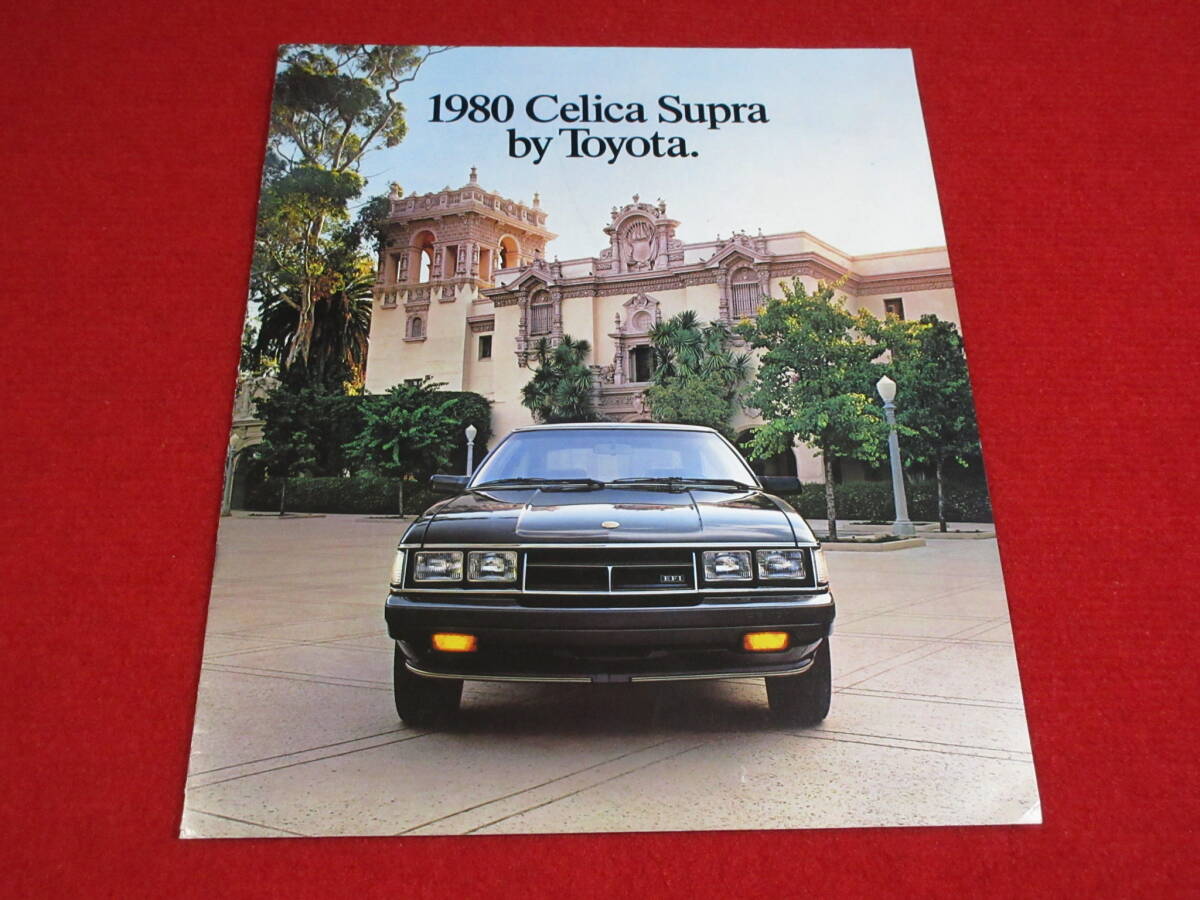 1980 Celica Supra
by Toyota.
EFI